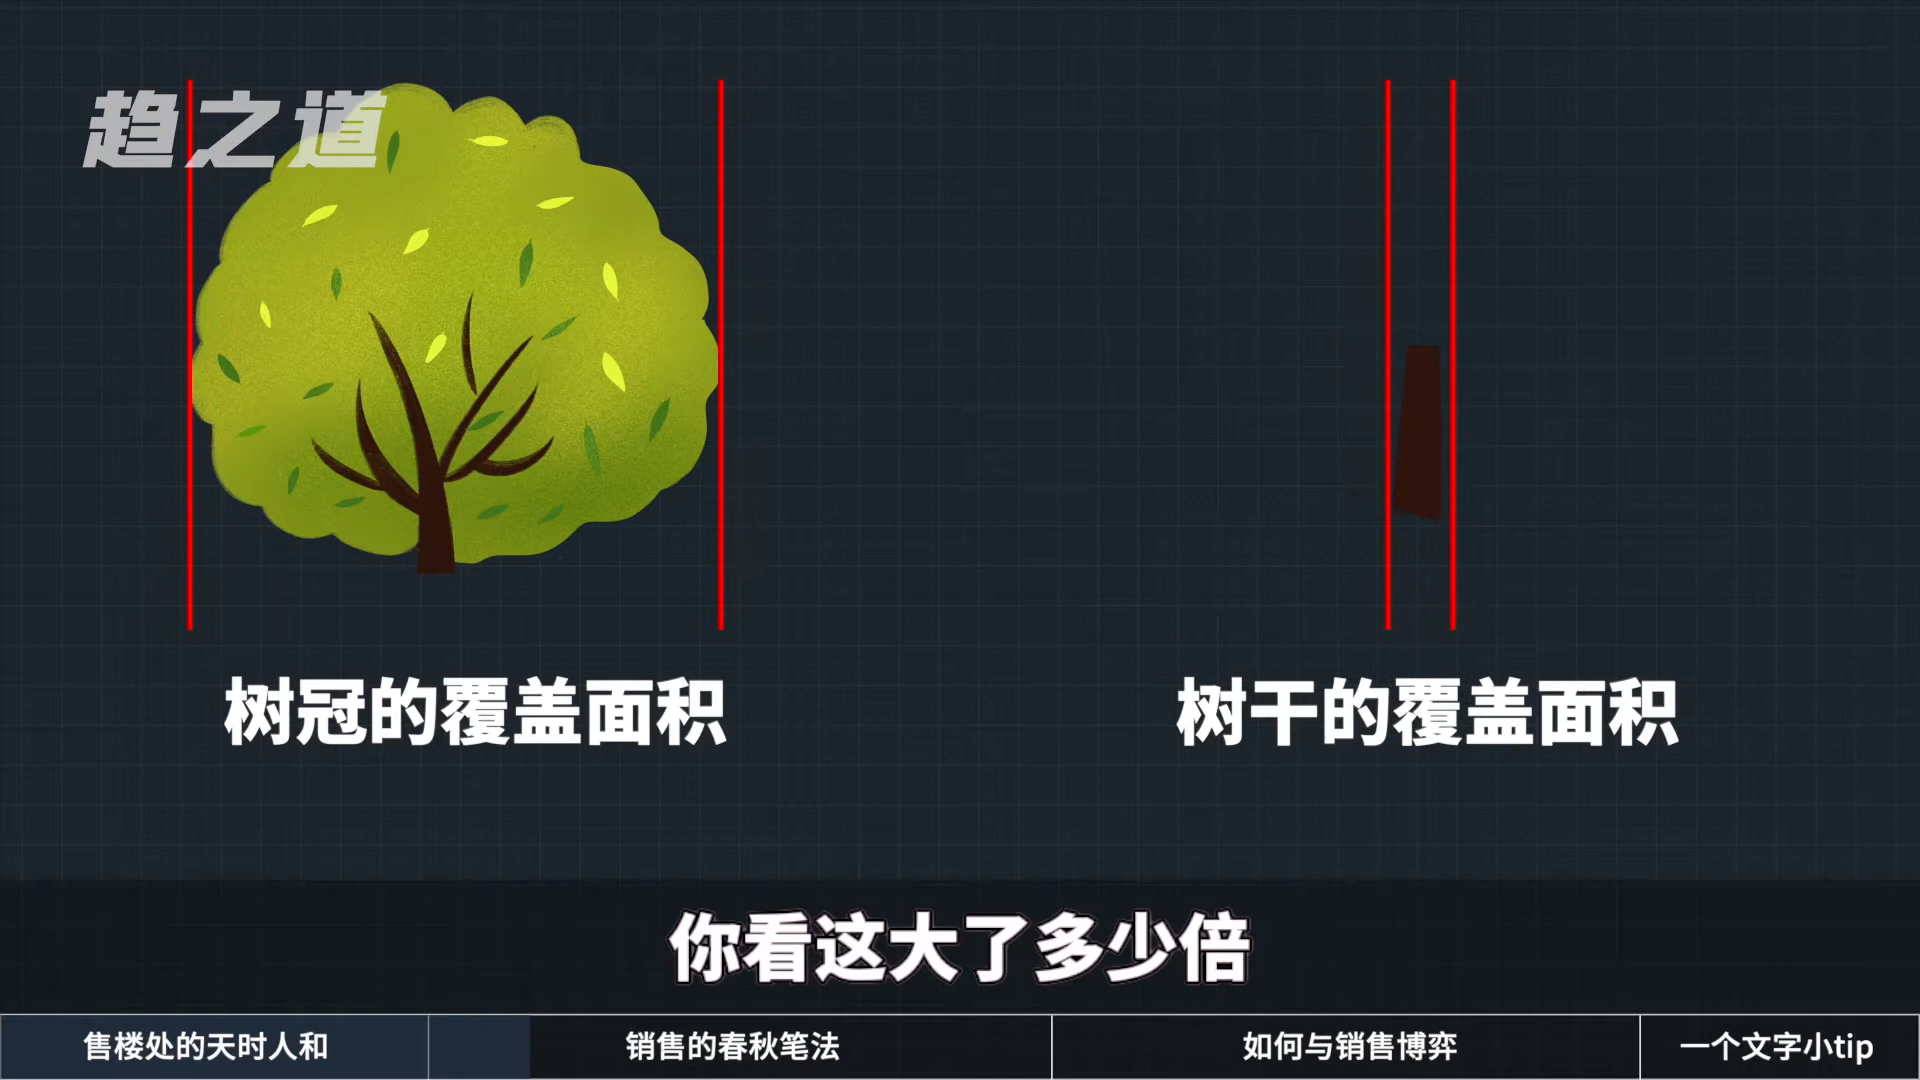 趋之道
树冠的覆盖面积
树干的覆盖面积
你看这大了多少倍
售楼处的天时人和
销售的春秋笔法
如何与销售博弈
一个文字小tip